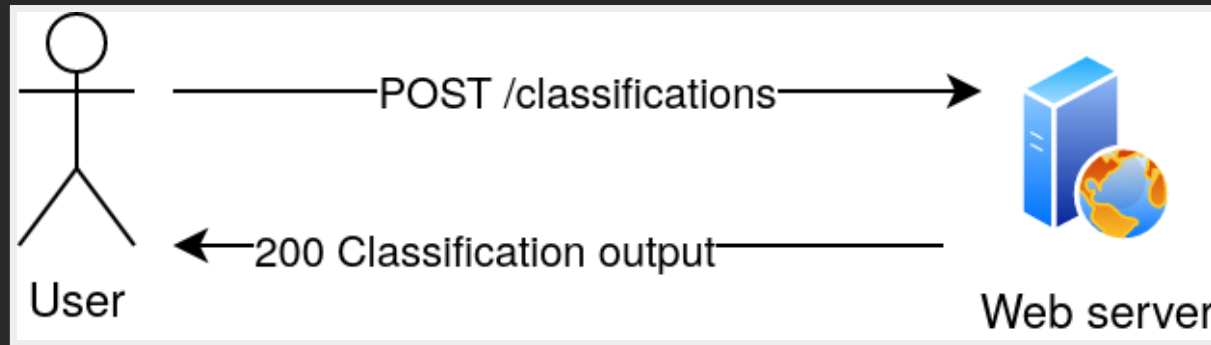 POST /classifications
200 Classification output
User
Web server